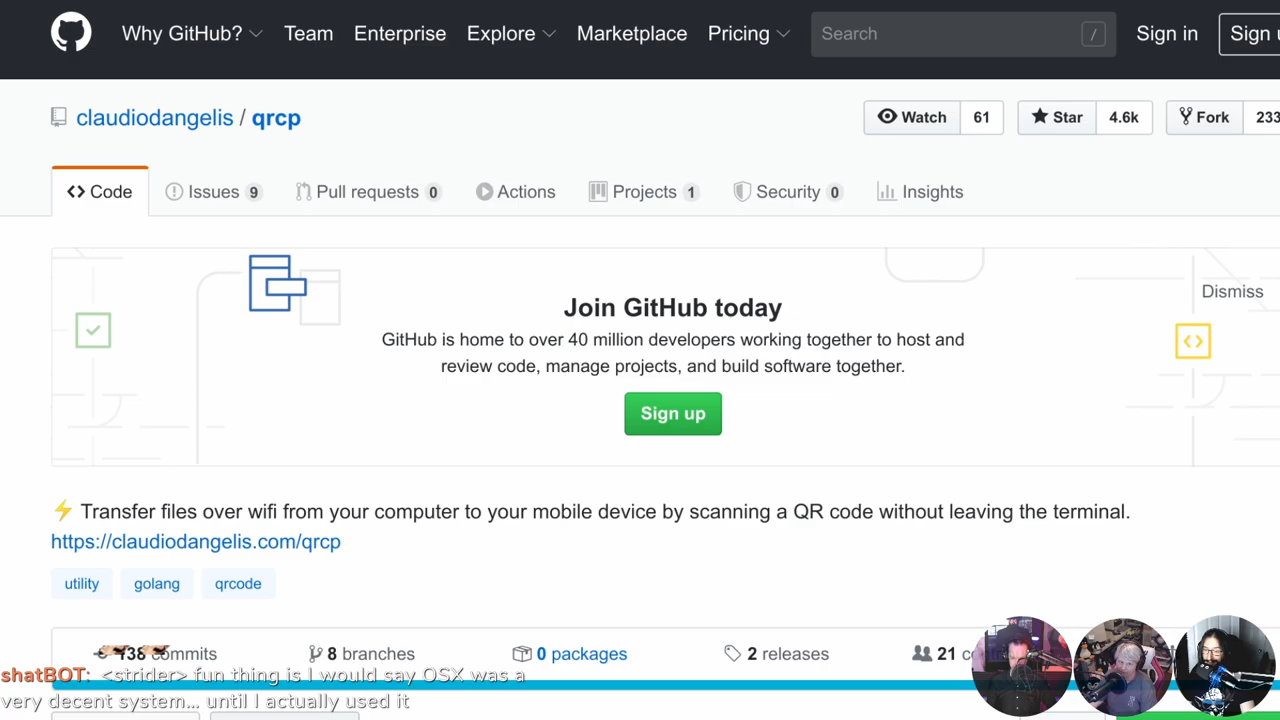 Why GitHub? Team Enterprise Explore Marketplace Pricing Search / Sign in Sign
claudiodangelis / qrcp
Watch 61 Star 4.6k Fork 233
Code Issues 9 Pull requests 0 Actions Projects 1 Security 0 Insights
Dismiss
Join GitHub today
GitHub is home to over 40 million developers working together to host and
review code, manage projects, and build software together.
Sign up
⚡ Transfer files over wifi from your computer to your mobile device by scanning a QR code without leaving the terminal.
https://claudiodangelis.com/qrcp
utility golang qrcode
138 commits 8 branches 0 packages 2 releases 21
shatBOT: <strider> fun thing is I would say OSX was a
very decent system... until I actually used it